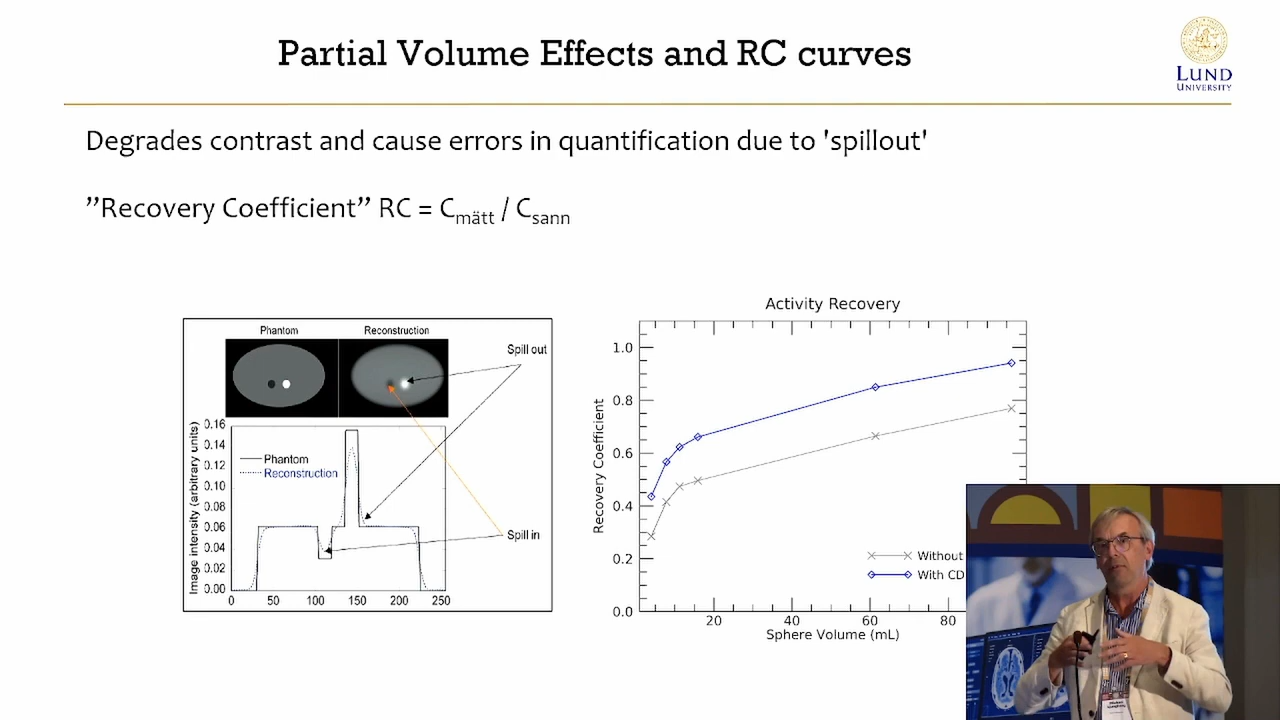 Partial Volume Effects and RC curves
LUND
UNIVERSITY
Degrades contrast and cause errors in quantification due to 'spillout'
”Recovery Coefficient” RC = Cmätt / Csann
Phantom
Reconstruction
Spill out
Spill in
Image intensity (arbitrary units)
0.16
0.14
0.12
0.10
0.08
0.06
0.04
0.02
0.00
Phantom
Reconstruction
0 50 100 150 200 250
Activity Recovery
Recovery Coefficient
1.0
0.8
0.6
0.4
0.2
0.0
Without
With CD
20 40 60 80
Sphere Volume (mL)